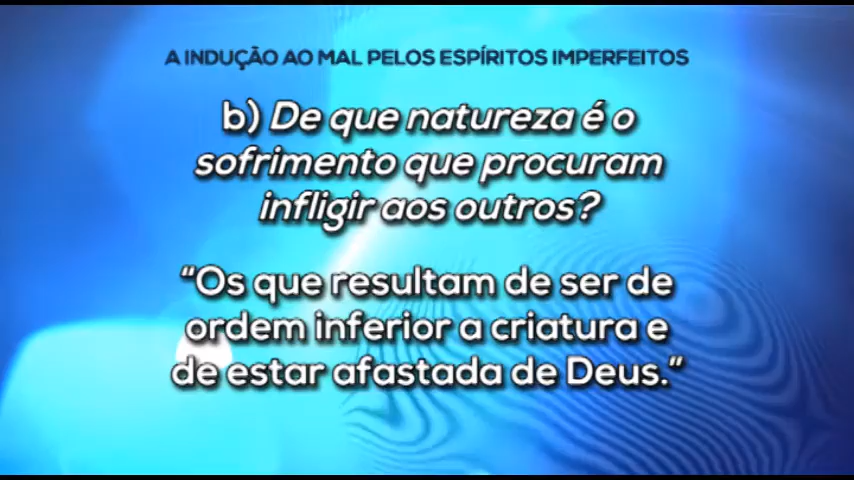 A INDUÇÃO AO MAL PELOS ESPÍRITOS IMPERFEITOS
b) De que natureza é o
sofrimento que procuram
infligir aos outros?
“Os que resultam de ser de
ordem inferior a criatura e
de estar afastada de Deus.”